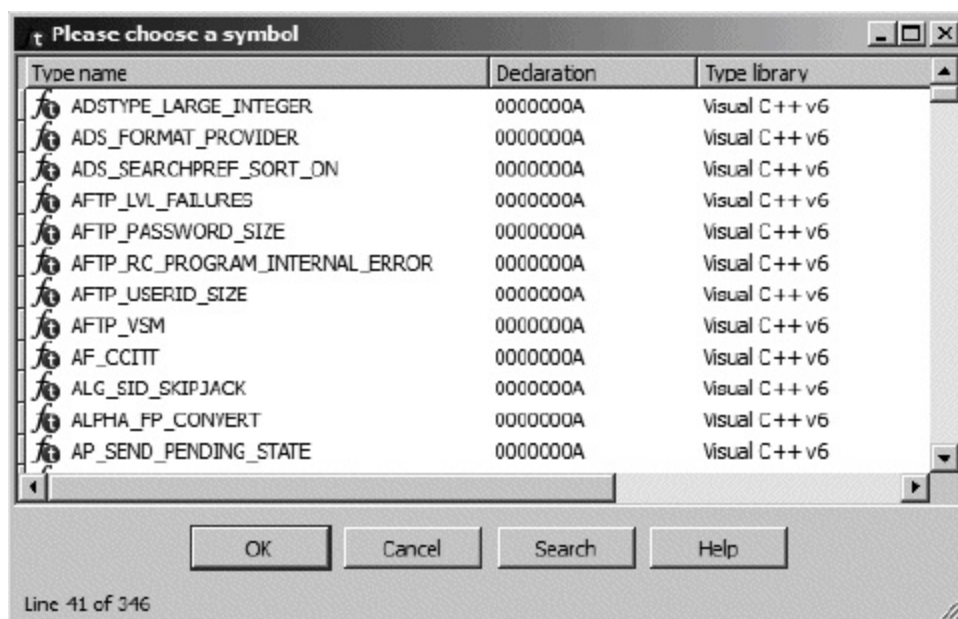 Please choose a symbol
Type name Declaration Type library
ADSTYPE_LARGE_INTEGER 0000000A Visual C++ v6
ADS_FORMAT_PROVIDER 0000000A Visual C++ v6
ADS_SEARCHPREF_SORT_ON 0000000A Visual C++ v6
AFTP_LVL_FAILURES 0000000A Visual C++ v6
AFTP_PASSWORD_SIZE 0000000A Visual C++ v6
AFTP_RC_PROGRAM_INTERNAL_ERROR 0000000A Visual C++ v6
AFTP_USERID_SIZE 0000000A Visual C++ v6
AFTP_VSM 0000000A Visual C++ v6
AF_CCITT 0000000A Visual C++ v6
ALG_SID_SKIPJACK 0000000A Visual C++ v6
ALPHA_FP_CONVERT 0000000A Visual C++ v6
AP_SEND_PENDING_STATE 0000000A Visual C++ v6
OK Cancel Search Help
Line 41 of 346